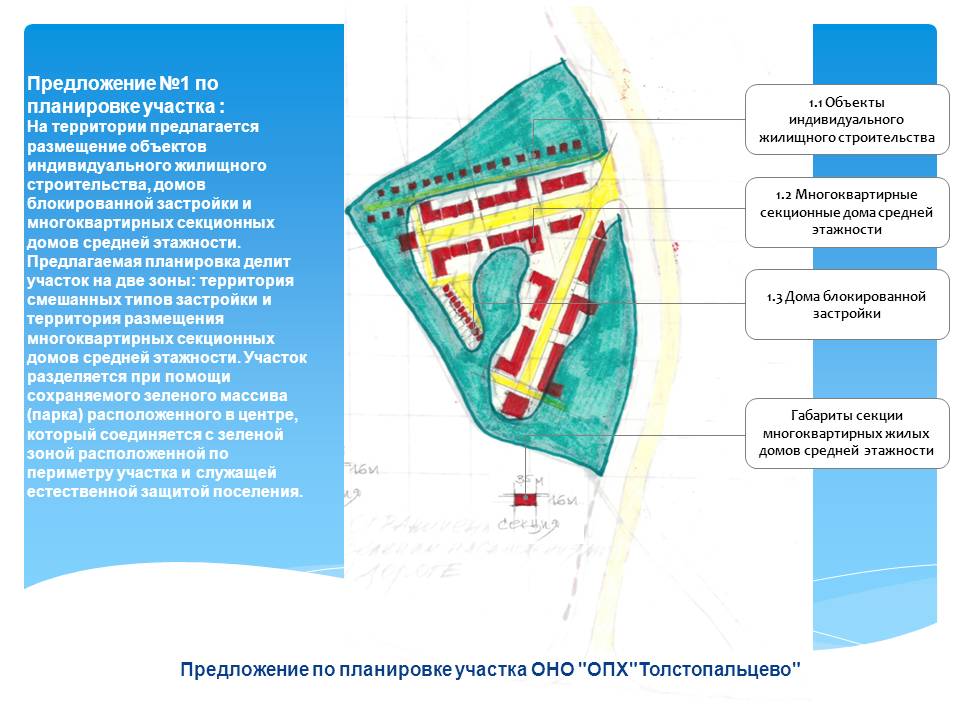 Предложение №1 по
планировке участка :
На территории предлагается
размещение объектов
индивидуального жилищного
строительства, домов
блокированной застройки и
многоквартирных секционных
домов средней этажности.
Предлагаемая планировка делит
участок на две зоны: территория
смешанных типов застройки и
территория размещения
многоквартирных секционных
домов средней этажности. Участок
разделяется при помощи
сохраняемого зеленого массива
(парка) расположенного в центре,
который соединяется с зеленой
зоной расположенной по
периметру участка и служащей
естественной защитой поселения.
1.1 Объекты
индивидуального
жилищного строительства
1.2 Многоквартирные
секционные дома средней
этажности
1.3 Дома блокированной
застройки
Габариты секции
многоквартирных жилых
домов средней этажности
16м
35 м
16м
секция
дороге
Предложение по планировке участка ОНО "ОПХ"Толстопальцево"